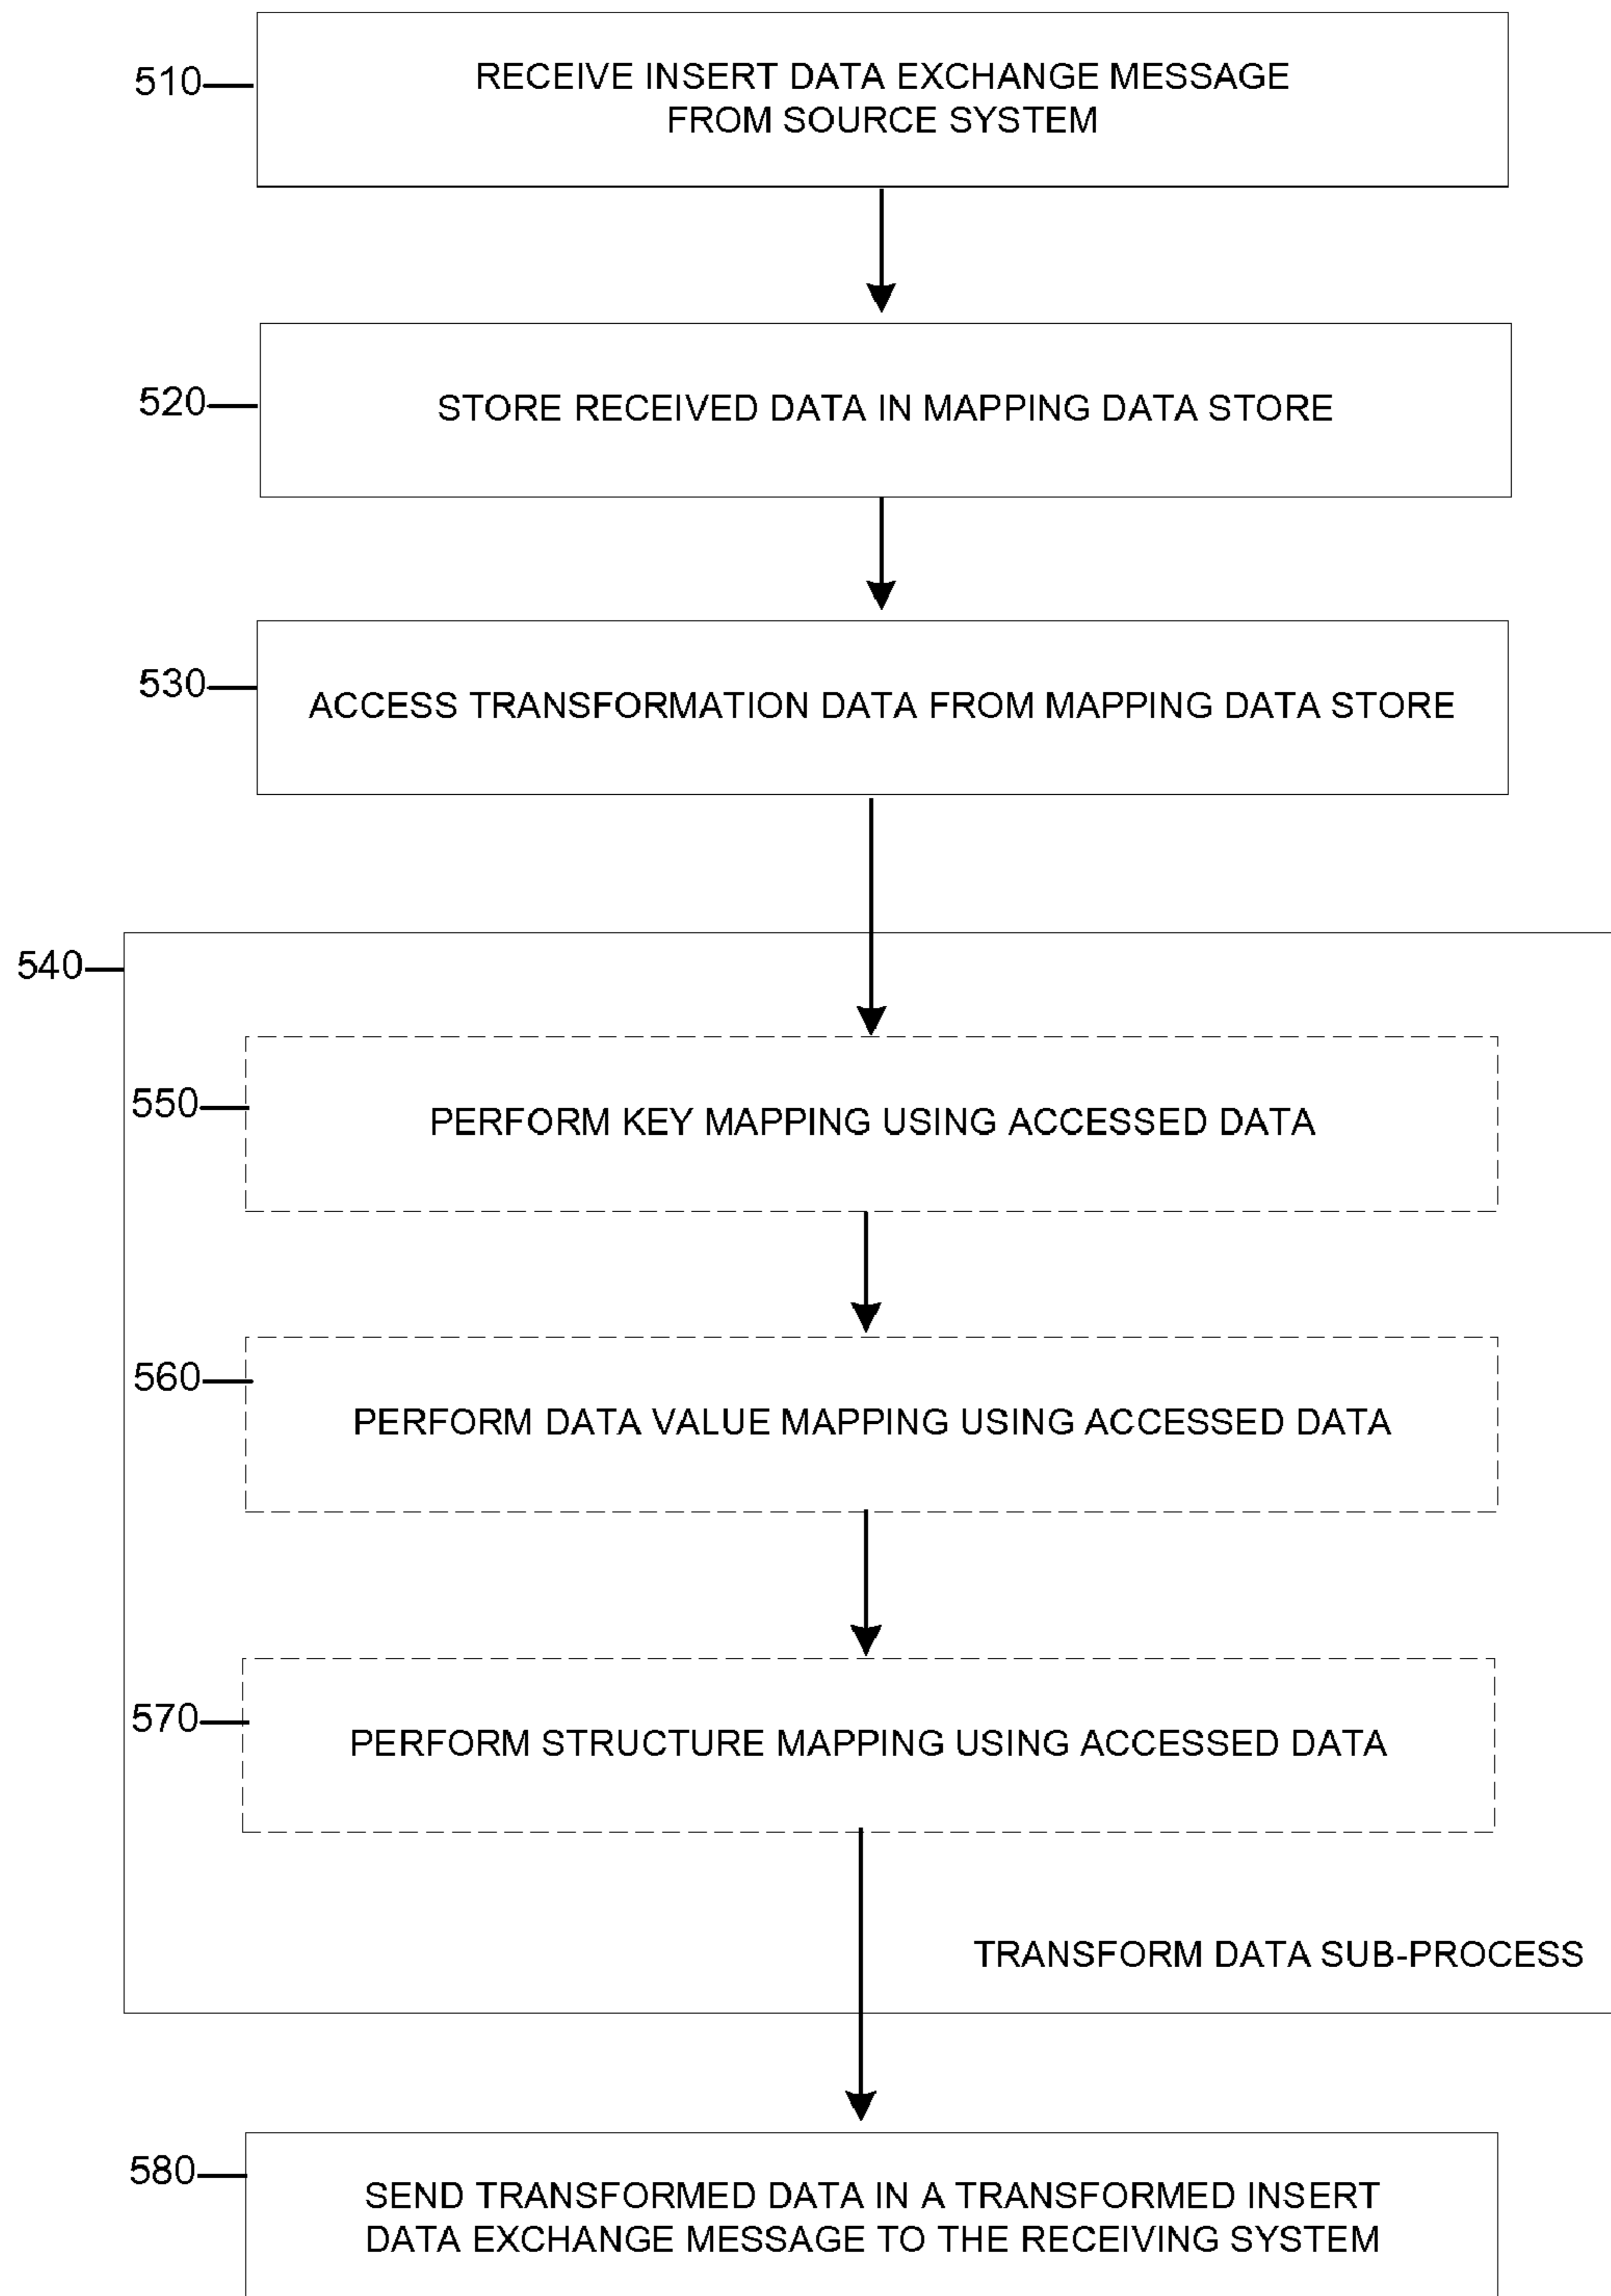 510
RECEIVE INSERT DATA EXCHANGE MESSAGE
FROM SOURCE SYSTEM
520
STORE RECEIVED DATA IN MAPPING DATA STORE
530
ACCESS TRANSFORMATION DATA FROM MAPPING DATA STORE
540
550
PERFORM KEY MAPPING USING ACCESSED DATA
560
PERFORM DATA VALUE MAPPING USING ACCESSED DATA
570
PERFORM STRUCTURE MAPPING USING ACCESSED DATA
TRANSFORM DATA SUB-PROCESS
580
SEND TRANSFORMED DATA IN A TRANSFORMED INSERT
DATA EXCHANGE MESSAGE TO THE RECEIVING SYSTEM